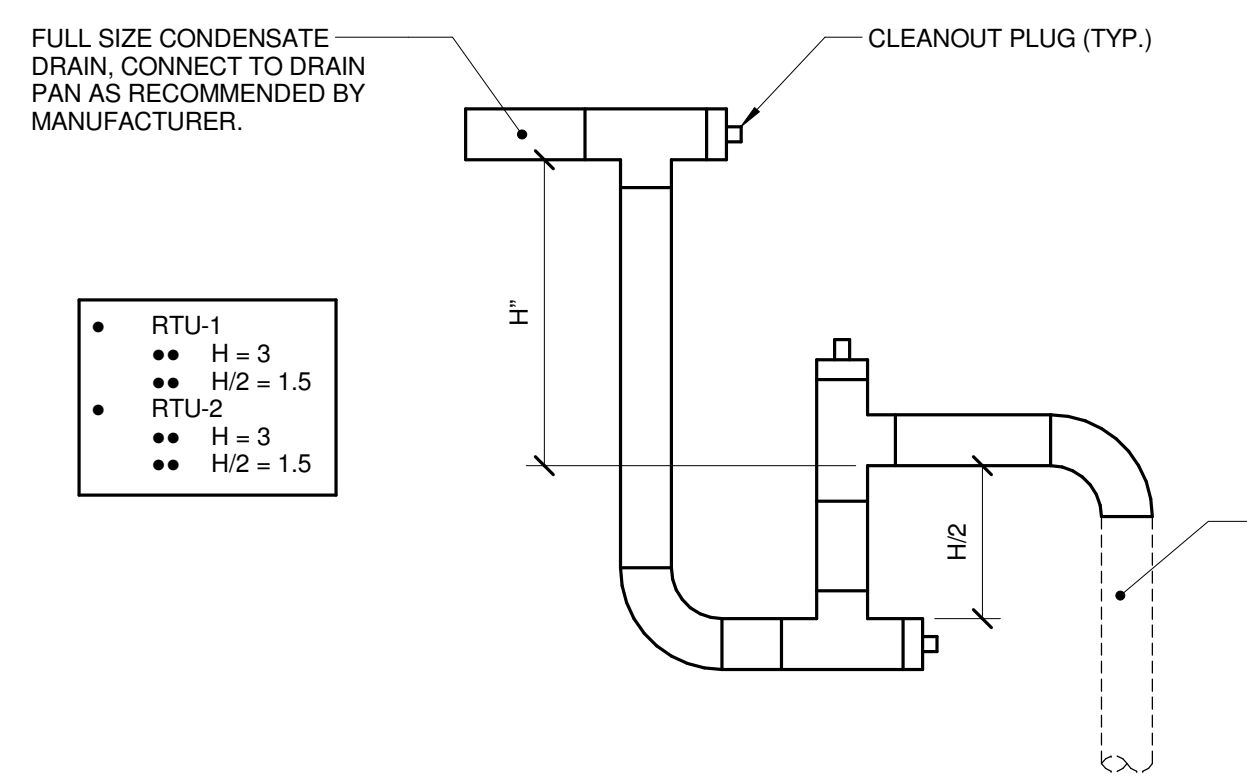 FULL SIZE CONDENSATE
DRAIN, CONNECT TO DRAIN
PAN AS RECOMMENDED BY
MANUFACTURER.
CLEANOUT PLUG (TYP.)
H”
● RTU-1
●● H = 3
●● H/2 = 1.5
● RTU-2
●● H = 3
●● H/2 = 1.5
H/2